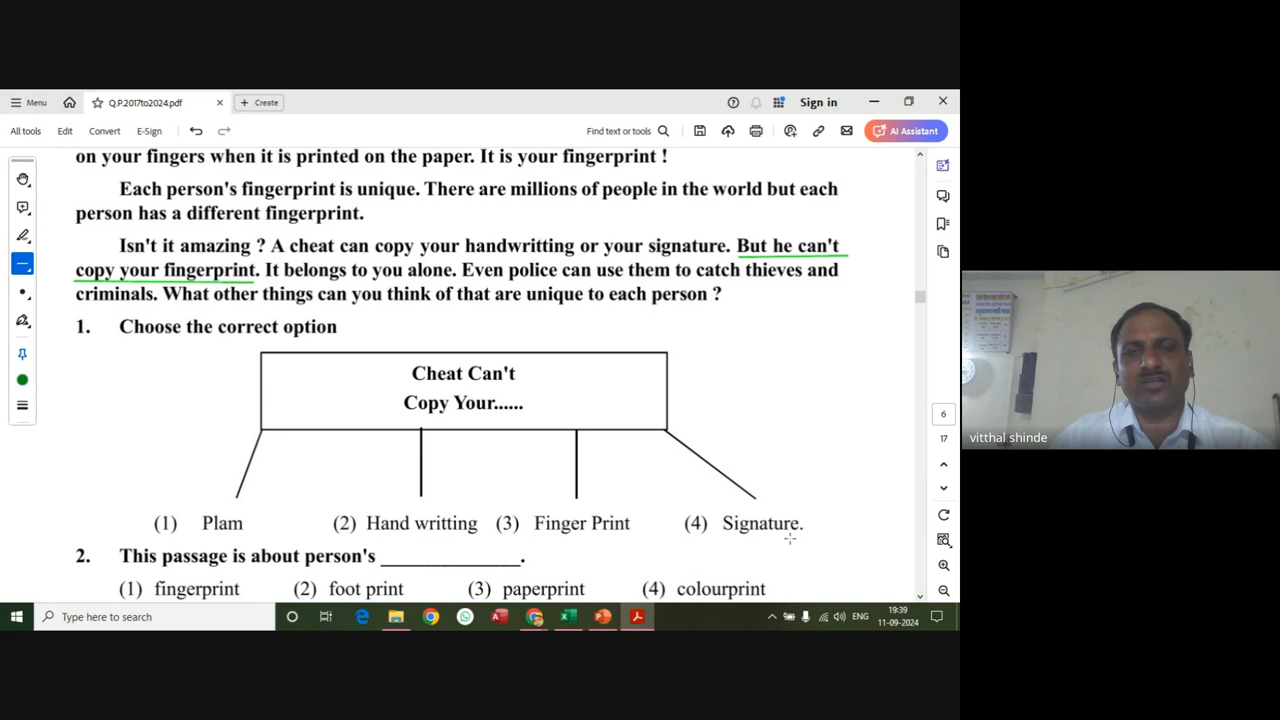 Menu
Q.P.2017to2024.pdf
Create
Sign in
All tools
Edit
Convert
E-Sign
Find text or tools
AI Assistant
on your fingers when it is printed on the paper. It is your fingerprint !
Each person's fingerprint is unique. There are millions of people in the world but each
person has a different fingerprint.
Isn't it amazing ? A cheat can copy your handwritting or your signature. But he can't
copy your fingerprint. It belongs to you alone. Even police can use them to catch thieves and
criminals. What other things can you think of that are unique to each person ?
1. Choose the correct option
Cheat Can't
Copy Your......
(1) Plam (2) Hand writting (3) Finger Print (4) Signature.
2. This passage is about person's ______________.
(1) fingerprint (2) foot print (3) paperprint (4) colourprint
6
17
vitthal shinde
Type here to search
ENG
19:39
11-09-2024